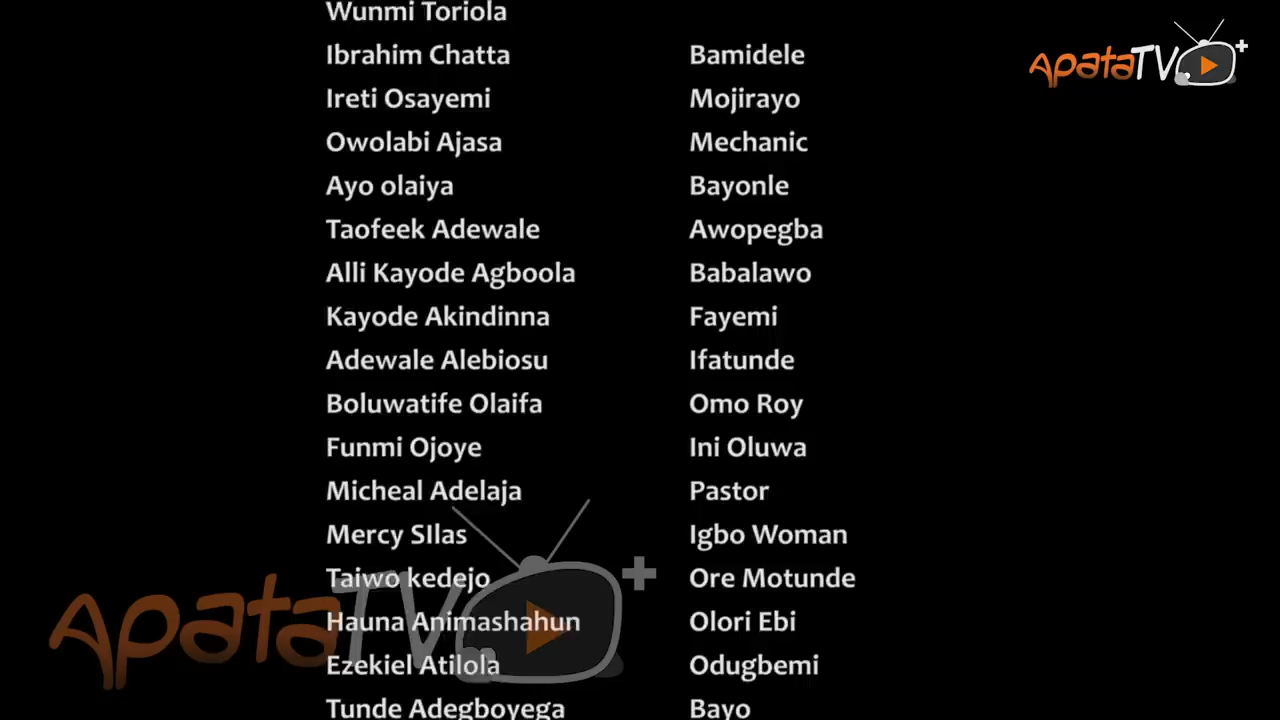 Wunmi Toriola
Ibrahim Chatta Bamidele
Ireti Osayemi Mojirayo
Owolabi Ajasa Mechanic
Ayo olaiya Bayonle
Taofeek Adewale Awopegba
Alli Kayode Agboola Babalawo
Kayode Akindinna Fayemi
Adewale Alebiosu Ifatunde
Boluwatife Olaifa Omo Roy
Funmi Ojoye Ini Oluwa
Micheal Adelaja Pastor
Mercy SIlas Igbo Woman
Taiwo kedejo Ore Motunde
Hauna Animashahun Olori Ebi
Ezekiel Atilola Odugbemi
Tunde Adegboyega Bayo
ApataTV+
ApataTV+